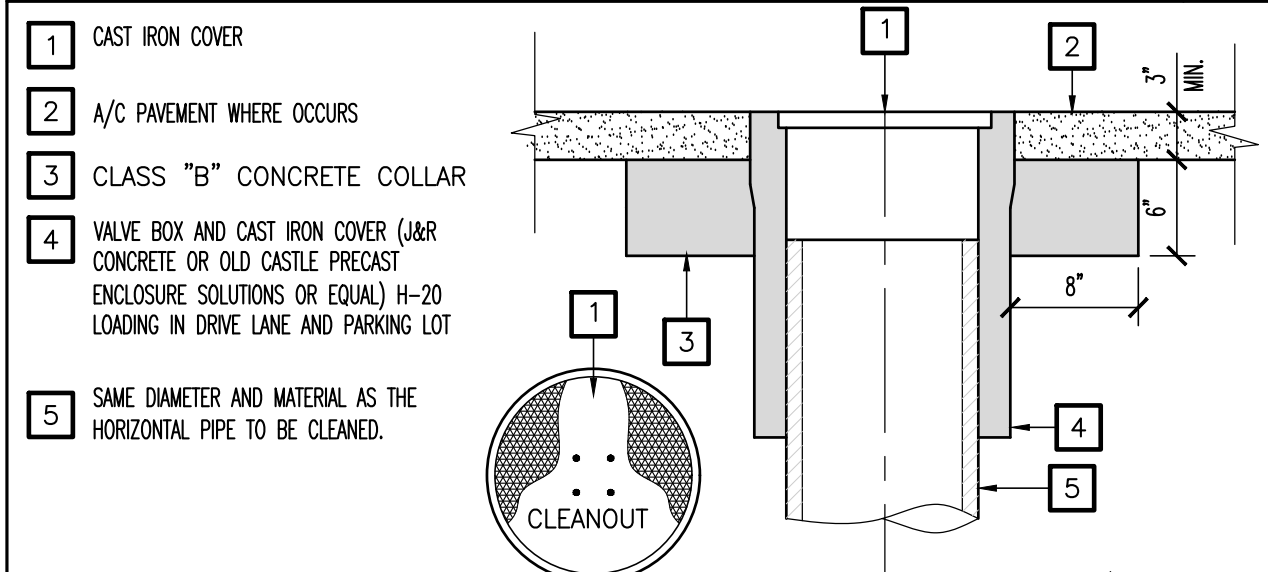 1 CAST IRON COVER
2 A/C PAVEMENT WHERE OCCURS
3 CLASS "B" CONCRETE COLLAR
4 VALVE BOX AND CAST IRON COVER (J&R
CONCRETE OR OLD CASTLE PRECAST
ENCLOSURE SOLUTIONS OR EQUAL) H-20
LOADING IN DRIVE LANE AND PARKING LOT
5 SAME DIAMETER AND MATERIAL AS THE
HORIZONTAL PIPE TO BE CLEANED.
1
2
3"
MIN.
6"
8"
3
1
4
5
CLEANOUT